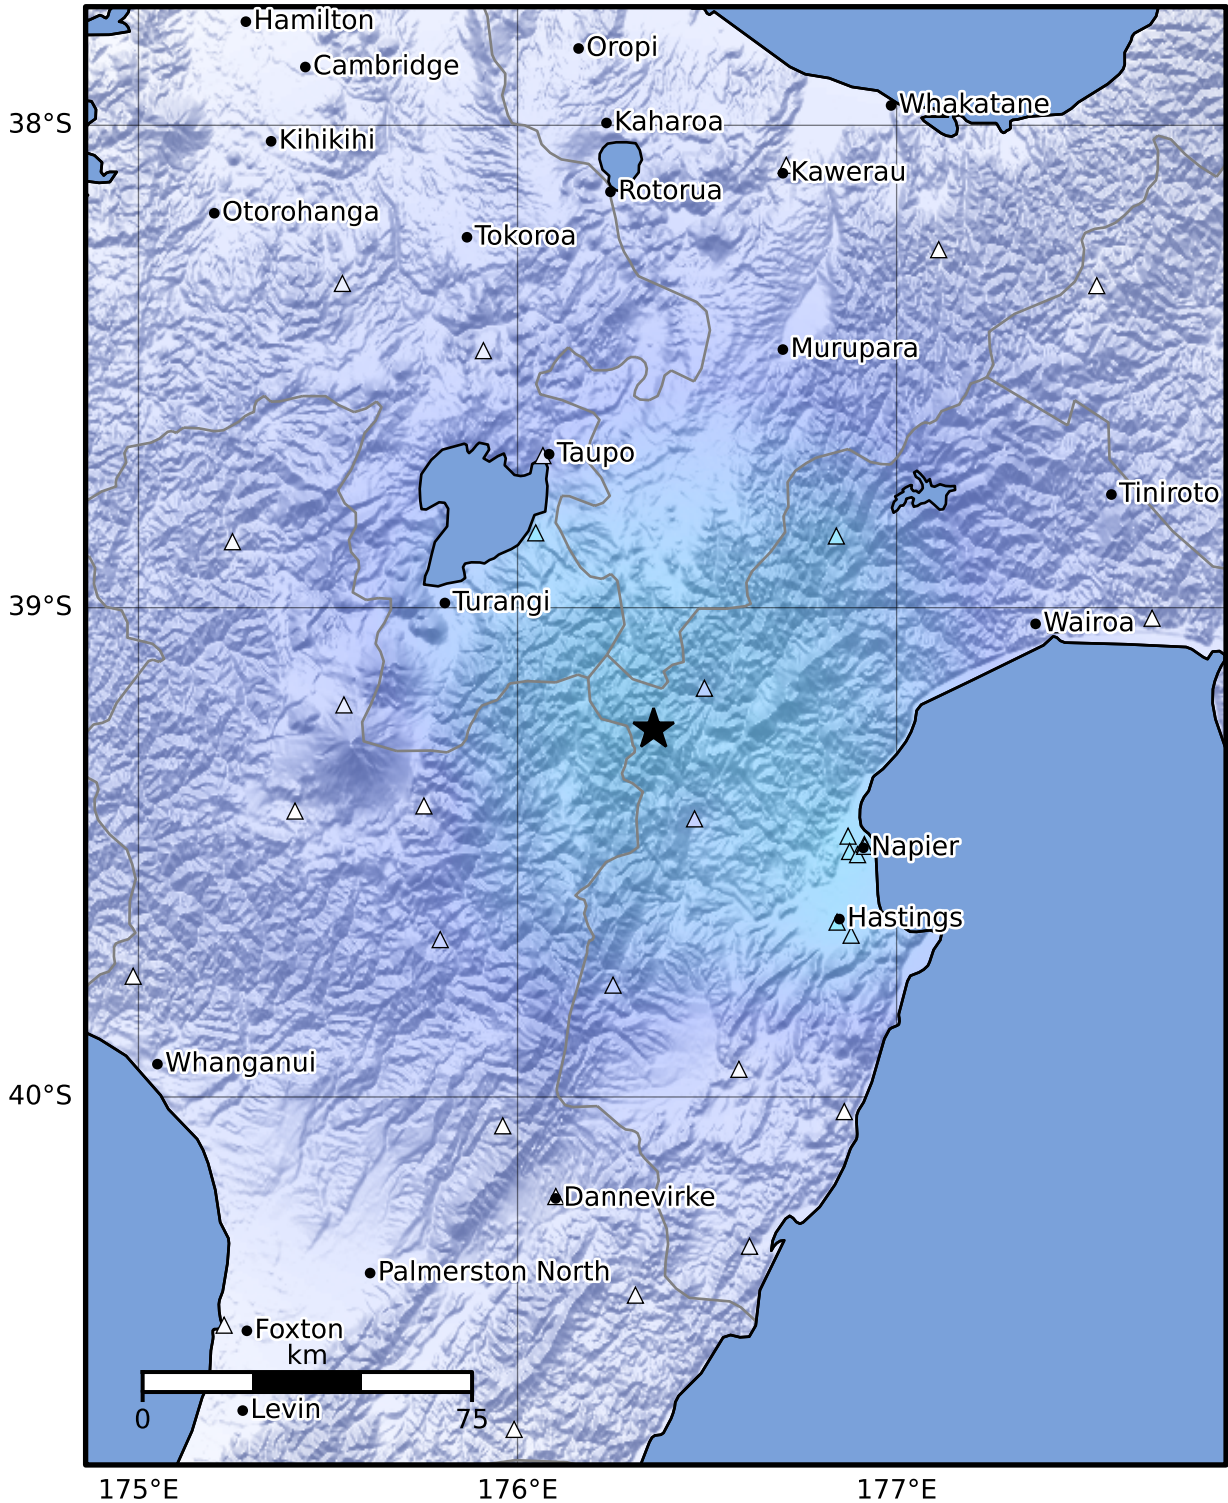 Hamilton
Oropi
Cambridge
Whakatane
38°S
Kaharoa
Kihikihi
Kawerau
Rotorua
Otorohanga
Tokoroa
Murupara
Taupo
Tiniroto
39°S
Turangi
Wairoa
Napier
Hastings
Whanganui
40°S
Dannevirke
Palmerston North
Foxton
km
Levin
0
75
175°E
176°E
177°E